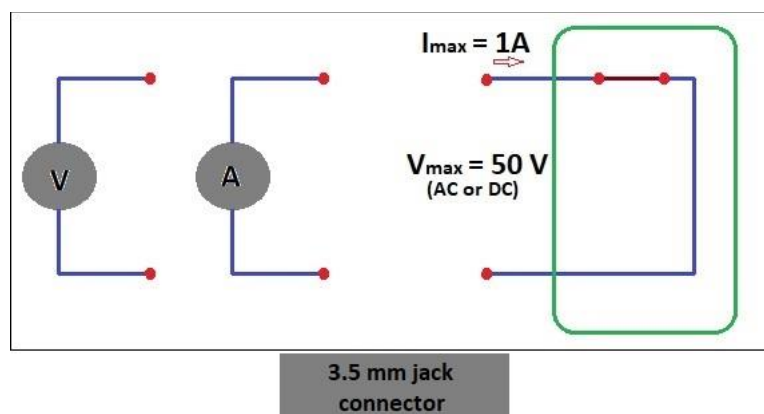 Imax = 1A
V
A
Vmax = 50 V
(AC or DC)
3.5 mm jack
connector